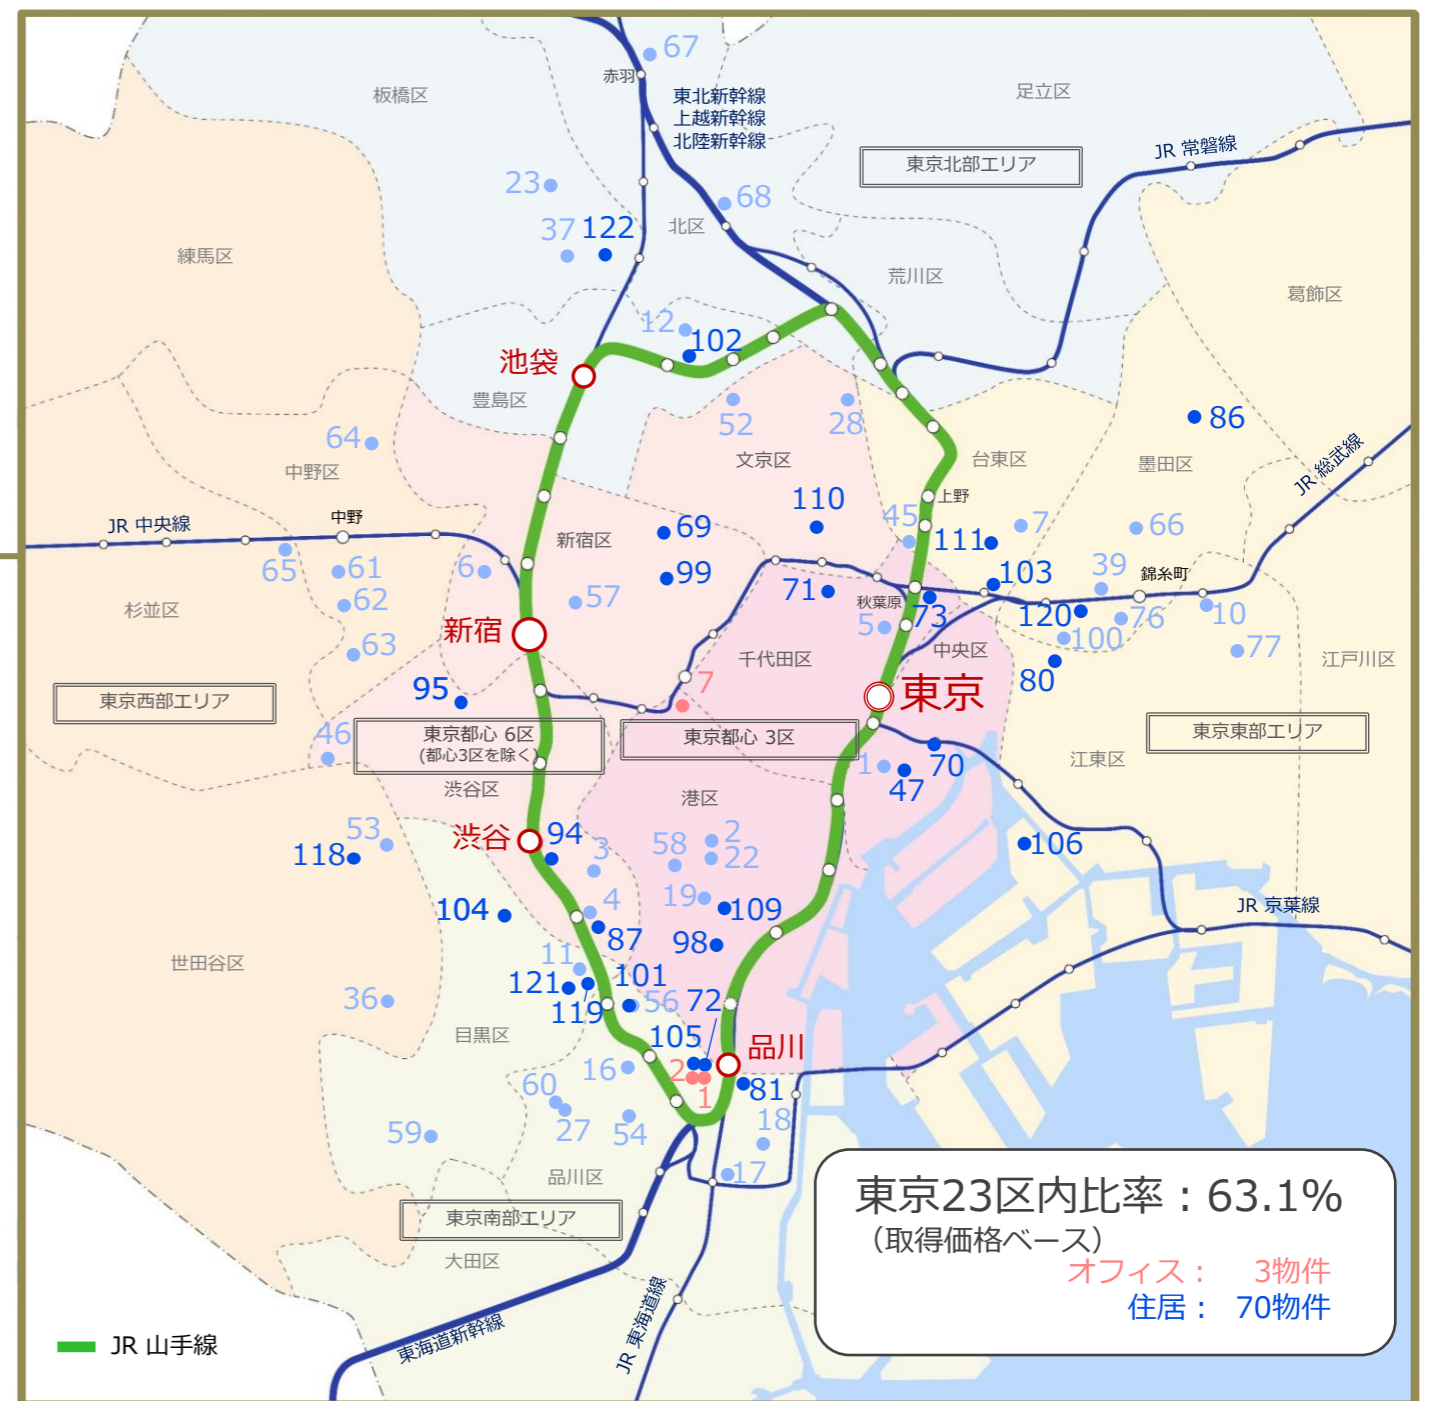 67
赤羽
板橋区
足立区
東北新幹線
上越新幹線
北陸新幹線
JR 常磐線
東京北部エリア
23
68
37
122
北区
練馬区
荒川区
葛飾区
12
102
池袋
豊島区
52
28
86
64
中野区
文京区
台東区
墨田区
JR 総武線
上野
110
JR 中央線
中野
新宿区
69
45
111
7
66
65
61
6
57
99
71
秋葉原
73
103
39
錦糸町
杉並区
62
5
120
100
76
10
新宿
63
千代田区
中央区
80
77
江戸川区
東京西部エリア
95
7
東京
46
東京都心 6区
(都心3区を除く)
東京都心 3区
東京東部エリア
1
47
70
江東区
渋谷区
港区
渋谷
94
53
118
3
58
2
22
106
104
4
19
109
87
98
JR 京葉線
世田谷区
11
121
119
101
56
72
36
目黒区
105
品川
16
2
1
81
60
27
54
18
59
17
品川区
東京南部エリア
大田区
東京23区内比率：63.1%
（取得価格ベース）
オフィス： 3物件
住居： 70物件
JR 山手線
東海道新幹線
JR 東海道線